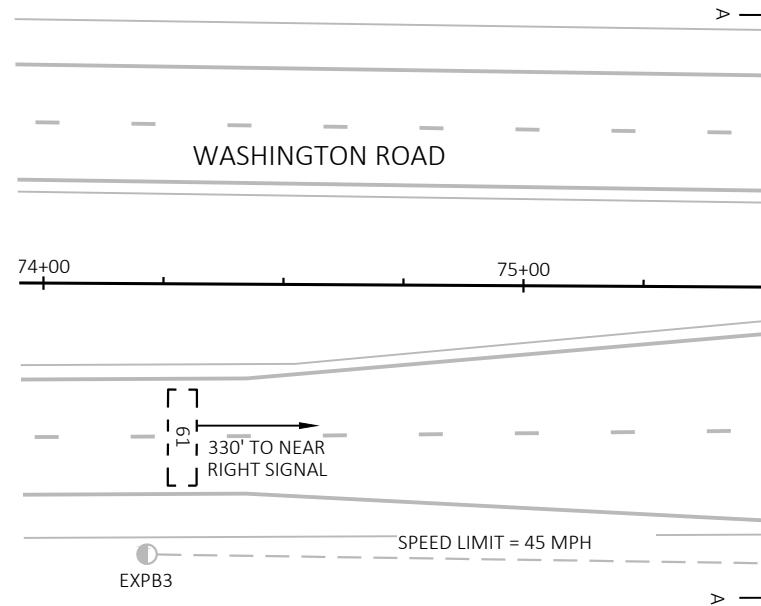 A
WASHINGTON ROAD
74+00
75+00
61
330' TO NEAR
RIGHT SIGNAL
SPEED LIMIT = 45 MPH
EXPB3
A